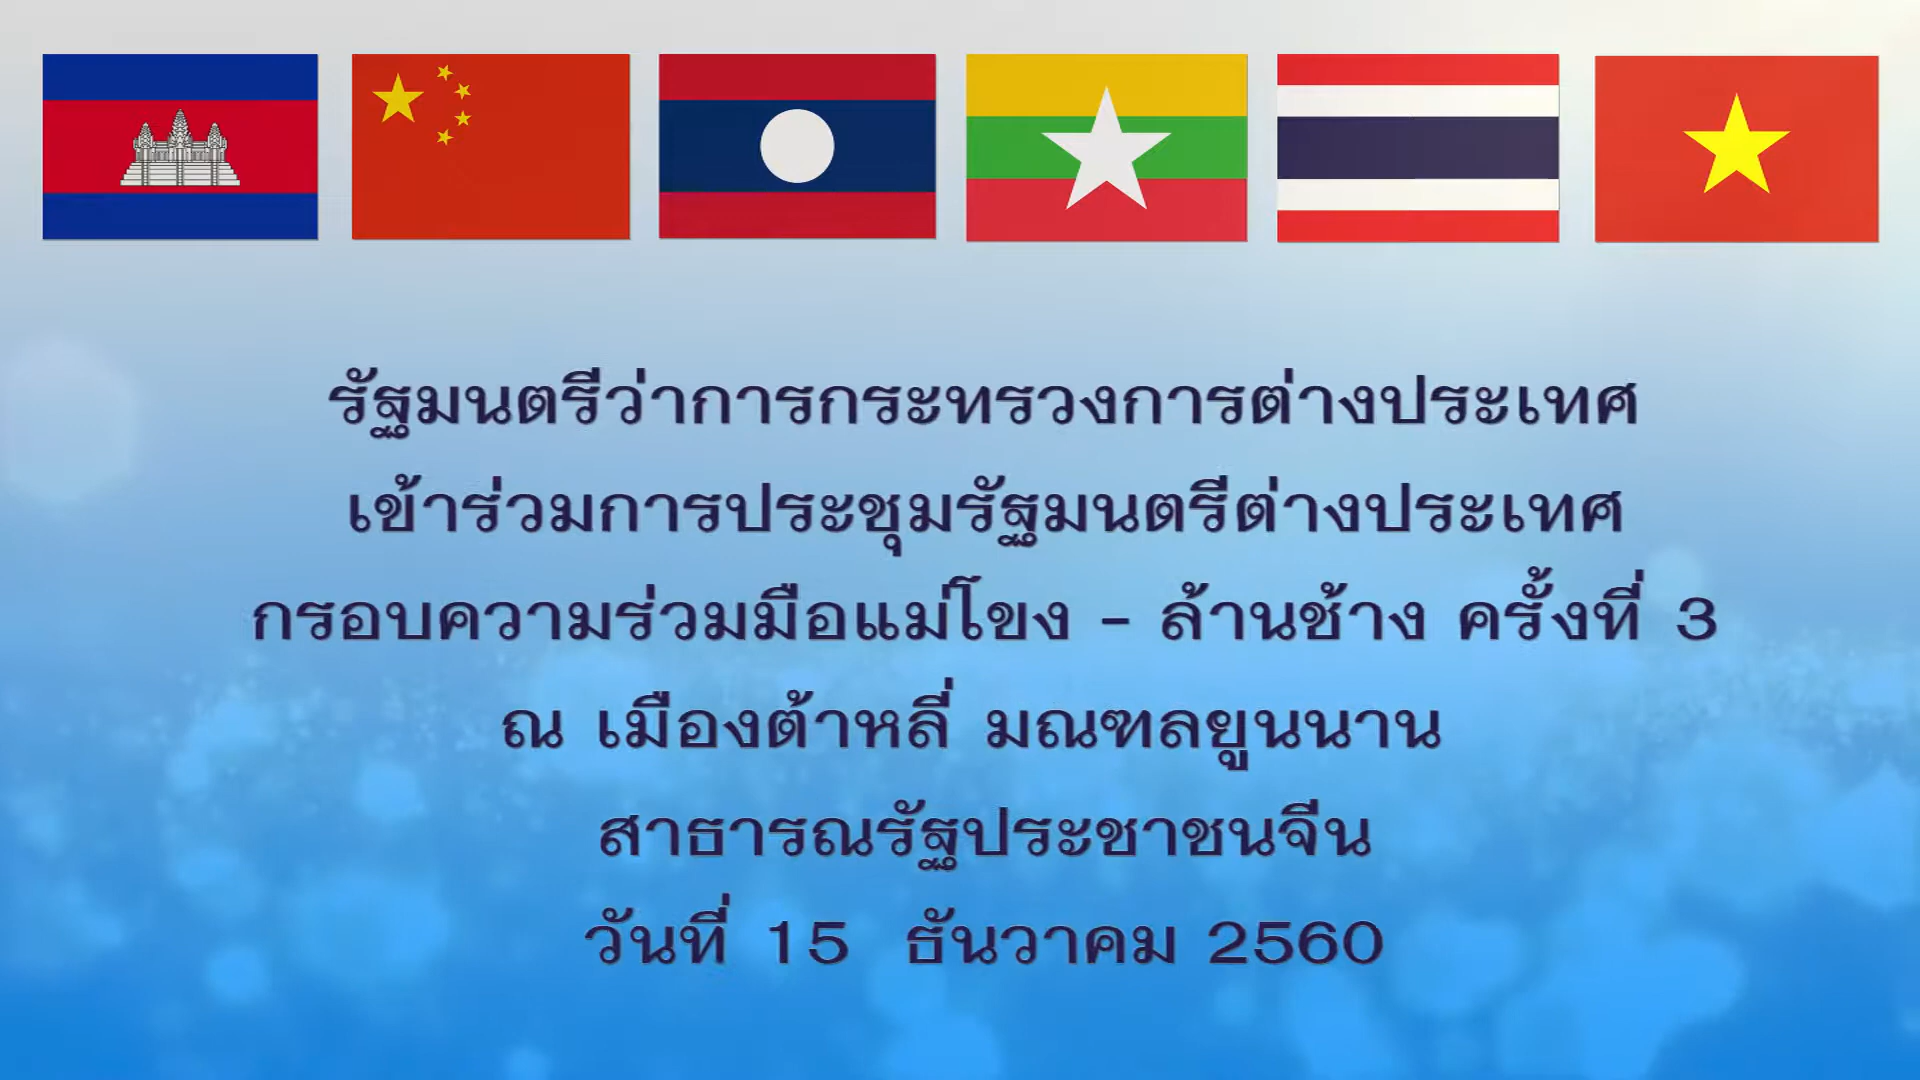 รัฐมนตรีว่าการกระทรวงการต่างประเทศ
เข้าร่วมการประชุมรัฐมนตรีต่างประเทศ
กรอบความร่วมมือแม่โขง - ล้านช้าง ครั้งที่ 3
ณ เมืองต้าหลี่ มณฑลยูนนาน
สาธารณรัฐประชาชนจีน
วันที่ 15 ธันวาคม 2560